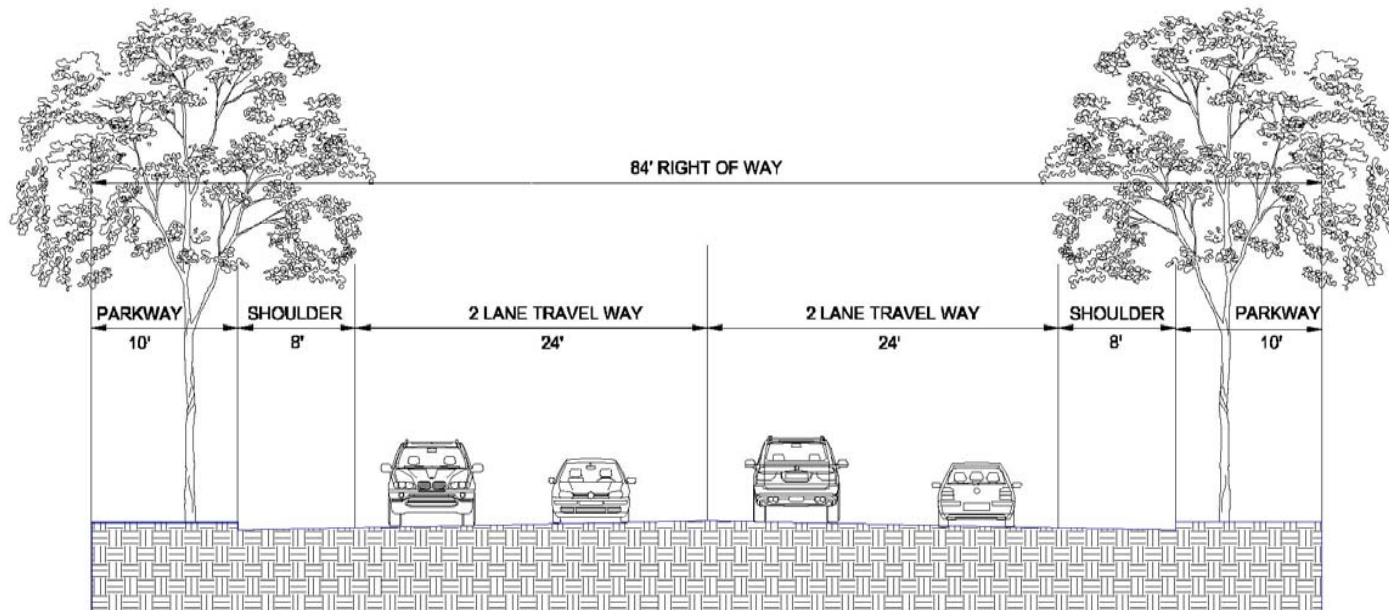 84' RIGHT OF WAY
PARKWAY SHOULDER 2 LANE TRAVEL WAY 2 LANE TRAVEL WAY SHOULDER PARKWAY
10' 8' 24' 24' 8' 10'